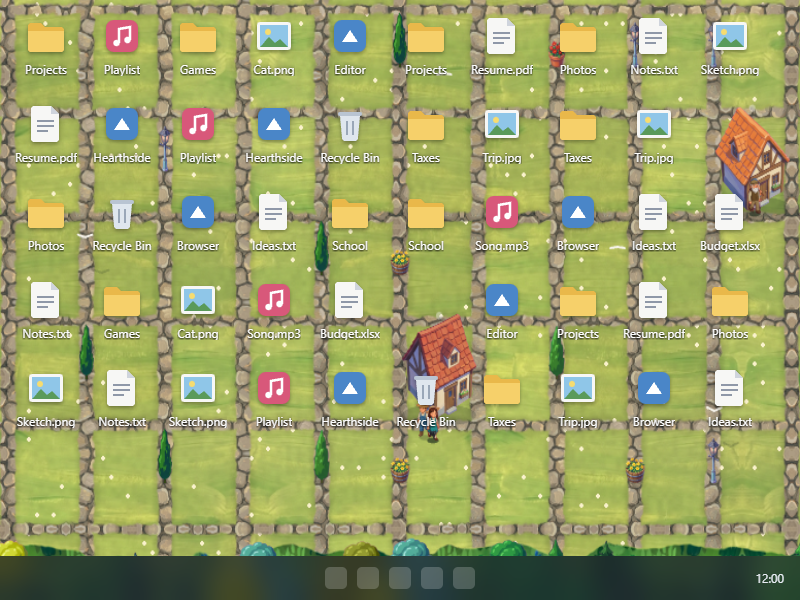 Projects Playlist Games Cat.png Editor Projects Resume.pdf Photos Notes.txt Sketch.png
Resume.pdf Hearthside Playlist Hearthside Recycle Bin Taxes Trip.jpg Taxes Trip.jpg
Photos Recycle Bin Browser Ideas.txt School School Song.mp3 Browser Ideas.txt Budget.xlsx
Notes.txt Games Cat.png Song.mp3 Budget.xlsx Editor Projects Resume.pdf Photos
Sketch.png Notes.txt Sketch.png Playlist Hearthside Recycle Bin Taxes Trip.jpg Browser Ideas.txt
12:00